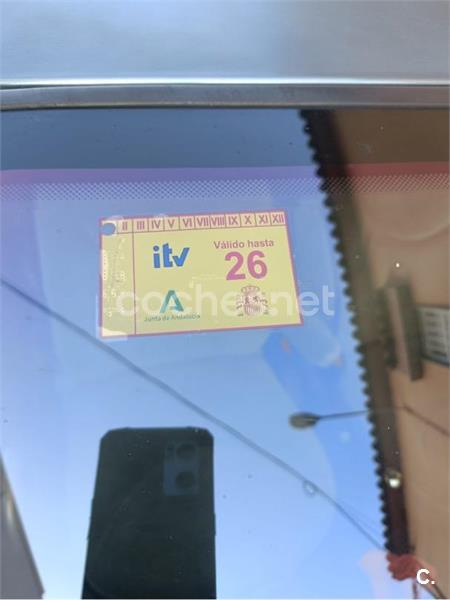 II III IV V VI VII VIII IX X XI XII
itv
Válido hasta
26
coches.net
Junta de Andalucía
C.